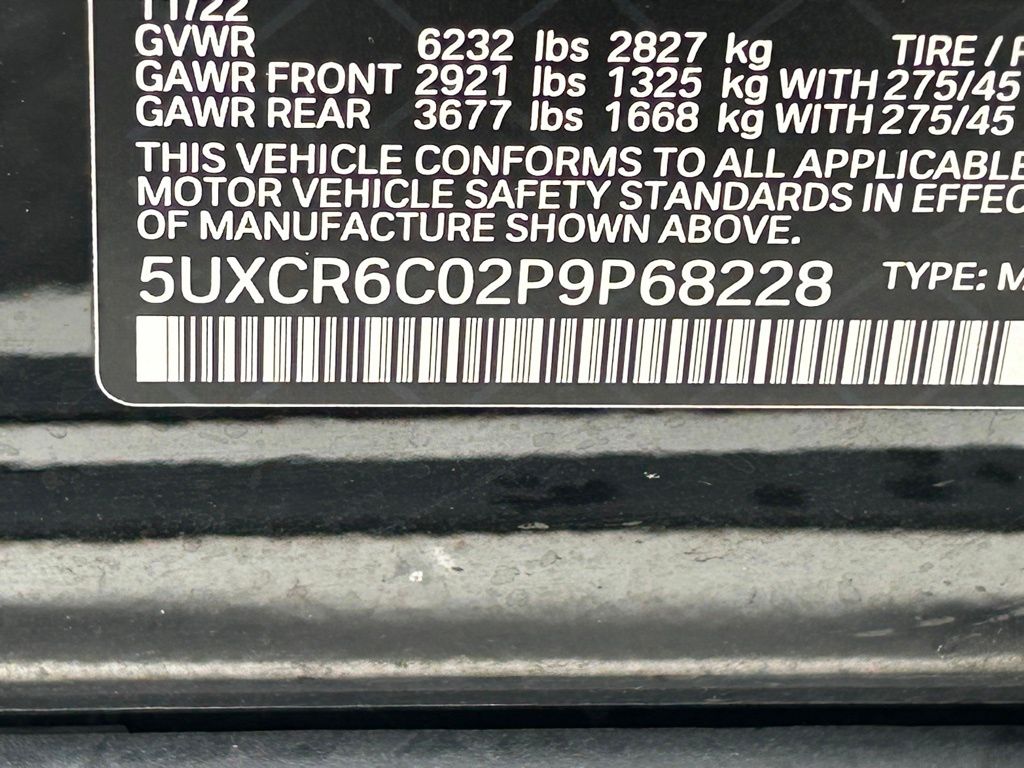 11/22
GVWR 6232 lbs 2827 kg TIRE /
GAWR FRONT 2921 lbs 1325 kg WITH 275/45
GAWR REAR 3677 lbs 1668 kg WITH 275/45
THIS VEHICLE CONFORMS TO ALL APPLICABLE
MOTOR VEHICLE SAFETY STANDARDS IN EFFEC
OF MANUFACTURE SHOWN ABOVE.
5UXCR6C02P9P68228 TYPE: